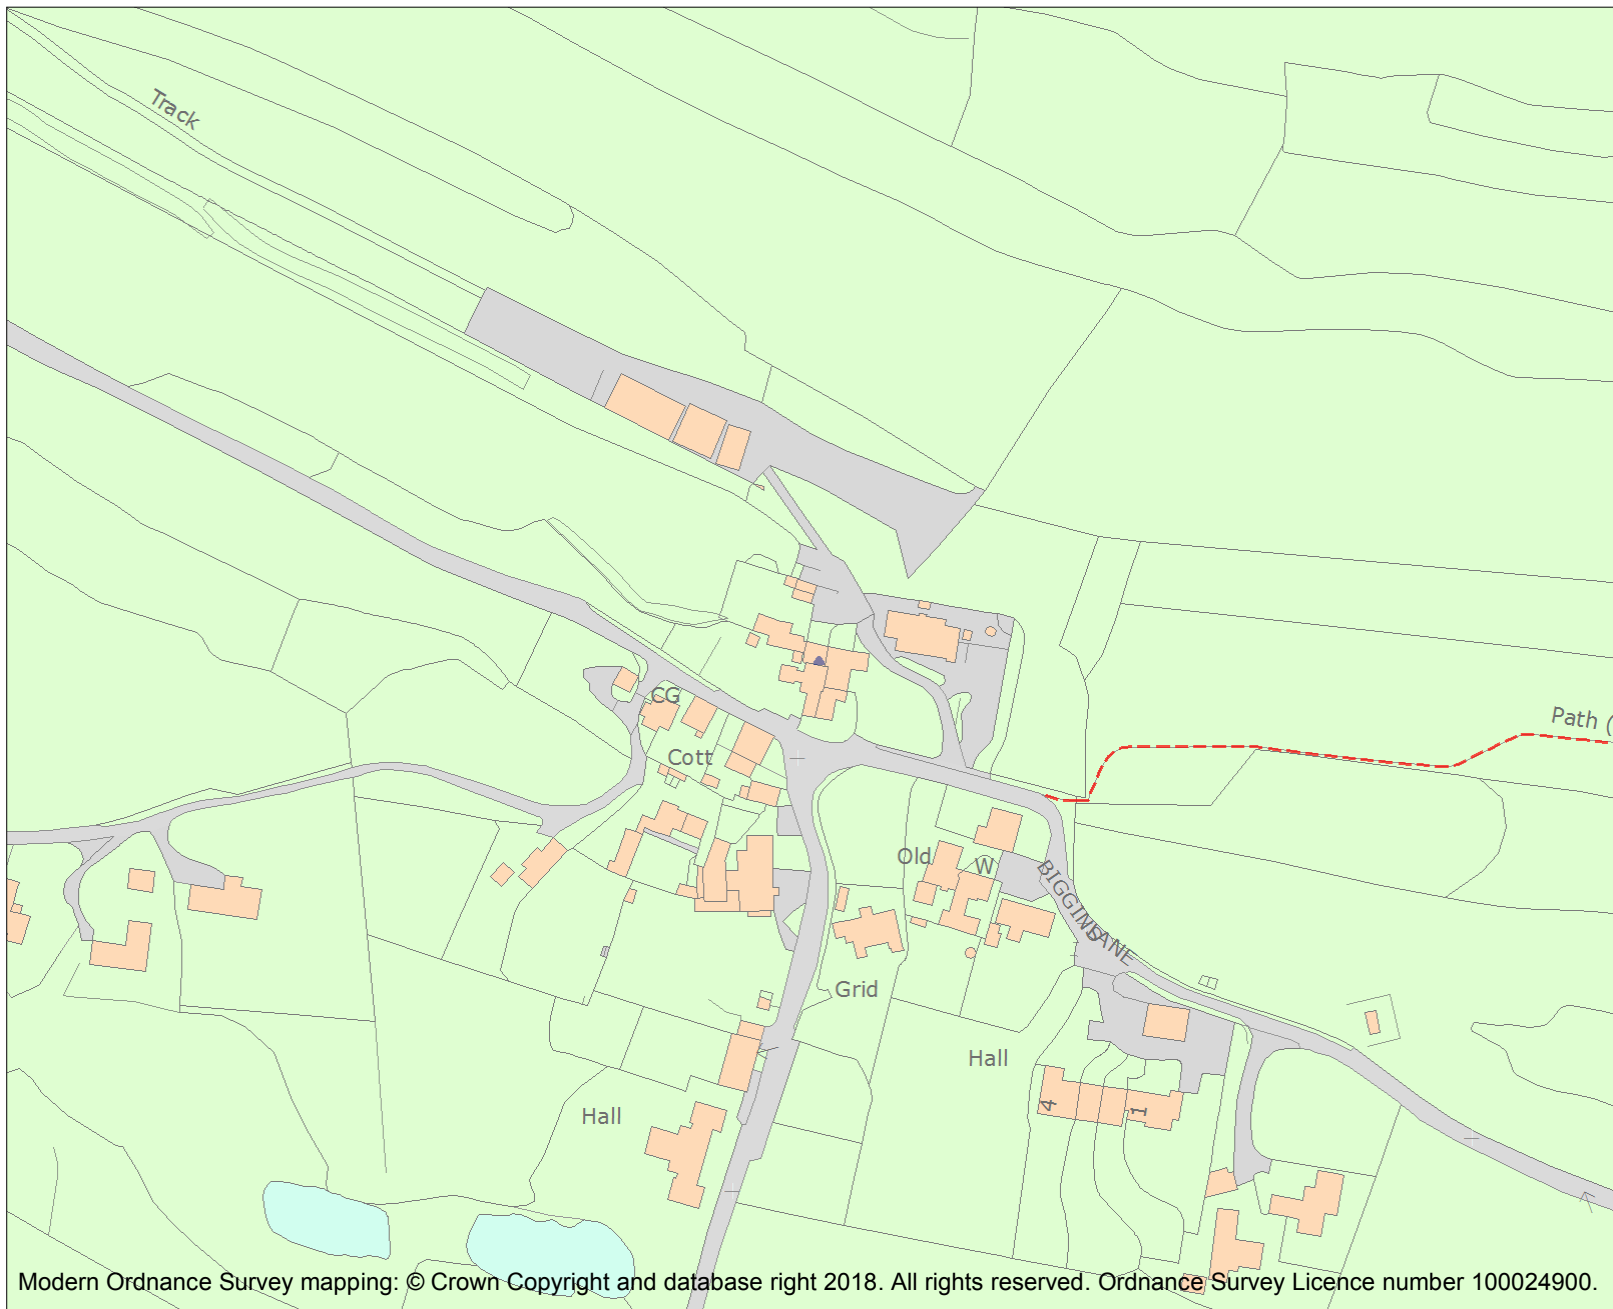 Track
CG
Path (
Cott
Old
W
BIGGINS
LANE
Grid
Hall
4
1
Hall
Modern Ordnance Survey mapping: © Crown Copyright and database right 2018. All rights reserved. Ordnance Survey Licence number 100024900.